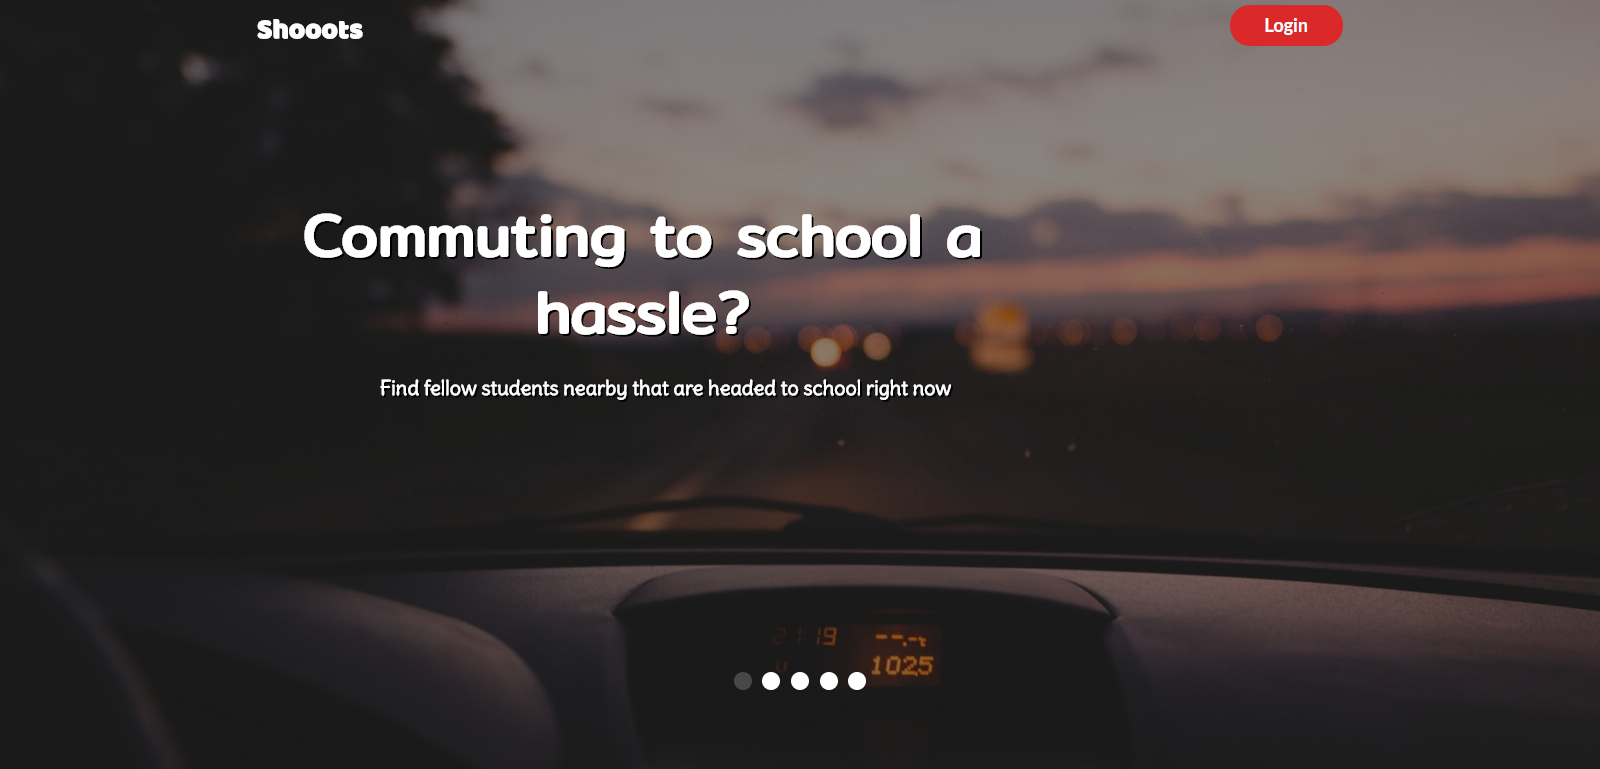 Shooots
Login
Commuting to school a
hassle?
Find fellow students nearby that are headed to school right now
21:19
--.-
1025